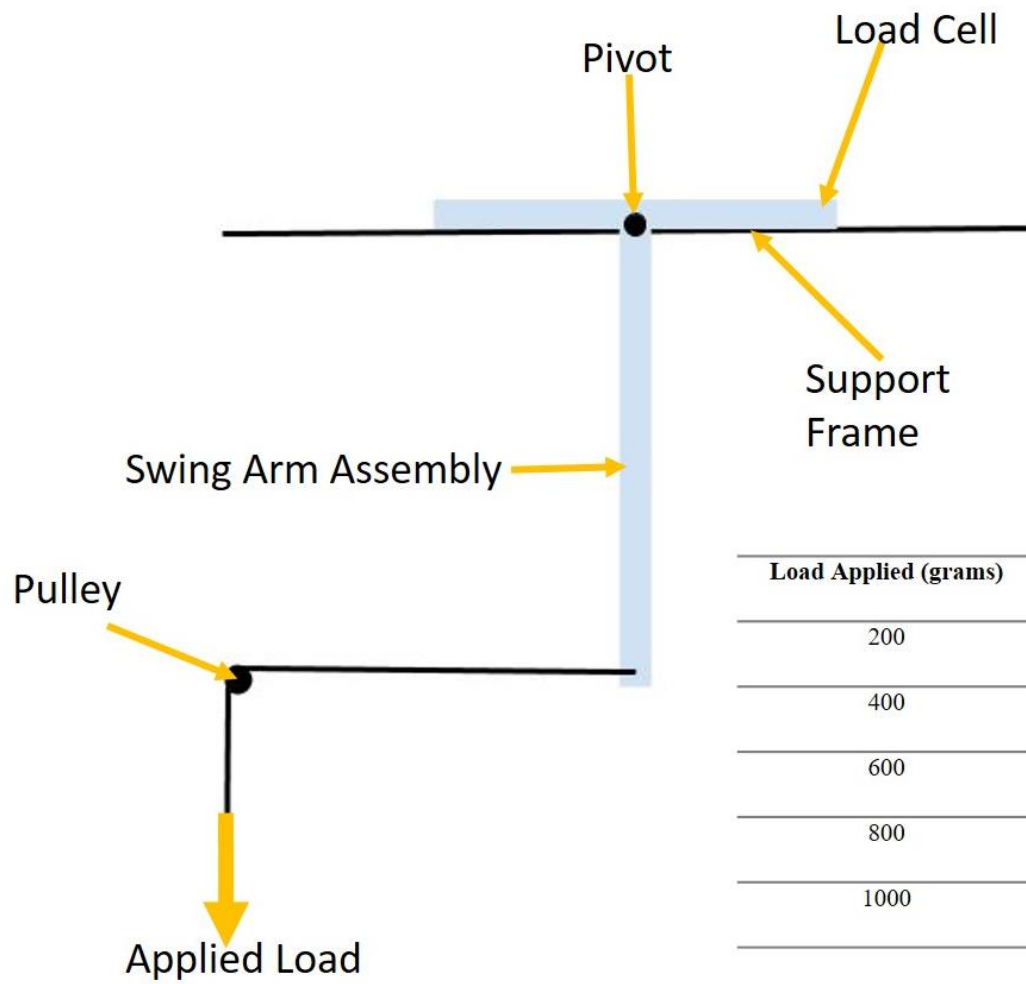 Load Cell
Pivot
Support
Frame
Swing Arm Assembly
Load Applied (grams)
Pulley
200
400
600
800
1000
Applied Load